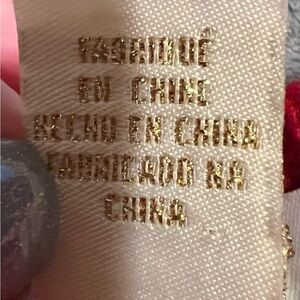 FABRIQUÉ
EN CHINE
HECHO EN CHINA
FABRICADO NA
CHINA